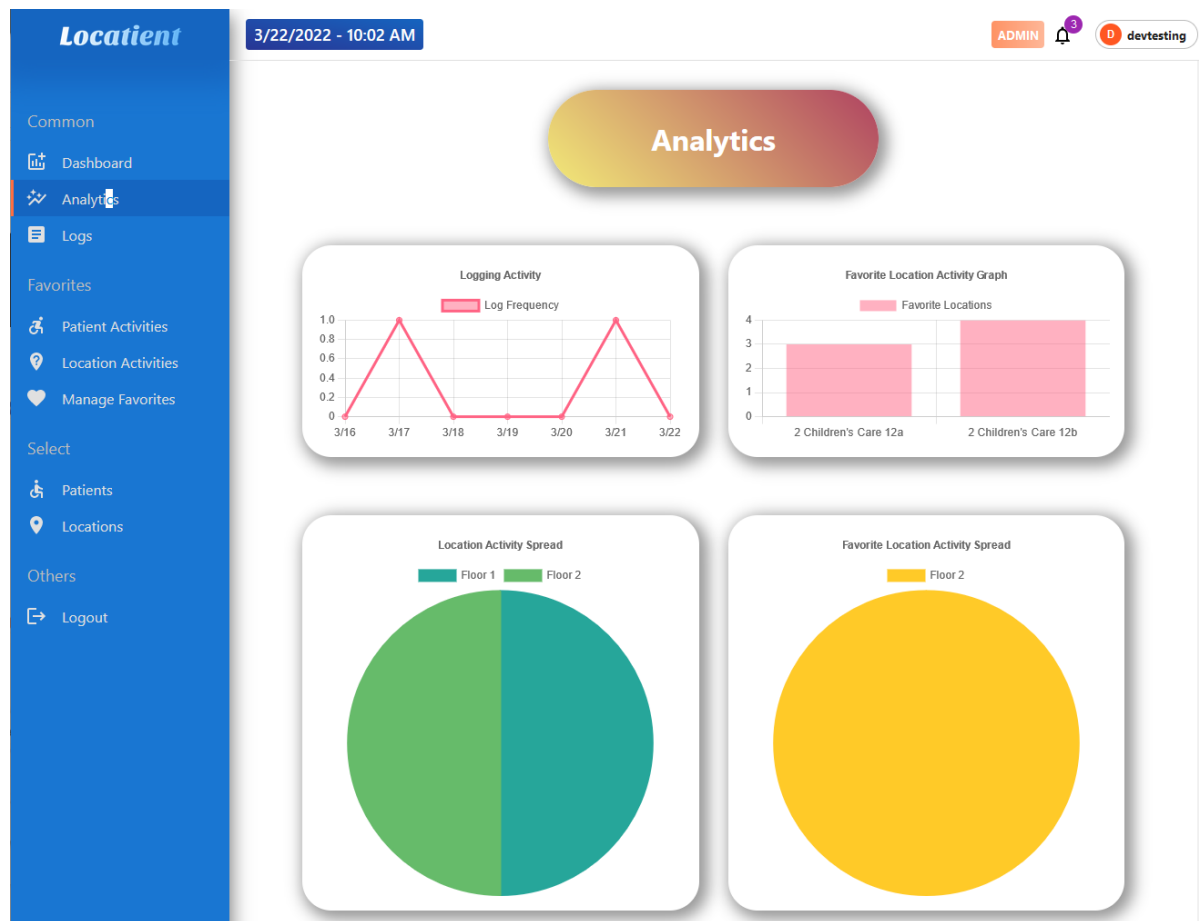 Locatient
3/22/2022 - 10:02 AM
ADMIN
3
D
devtesting
Common
Dashboard
Analytics
Logs
Favorites
Patient Activities
Location Activities
Manage Favorites
Select
Patients
Locations
Others
Logout
Analytics
Logging Activity
Log Frequency
1.0
0.8
0.6
0.4
0.2
0
3/16 3/17 3/18 3/19 3/20 3/21 3/22
Favorite Location Activity Graph
Favorite Locations
4
3
2
1
0
2 Children's Care 12a 2 Children's Care 12b
Location Activity Spread
Floor 1 Floor 2
Favorite Location Activity Spread
Floor 2